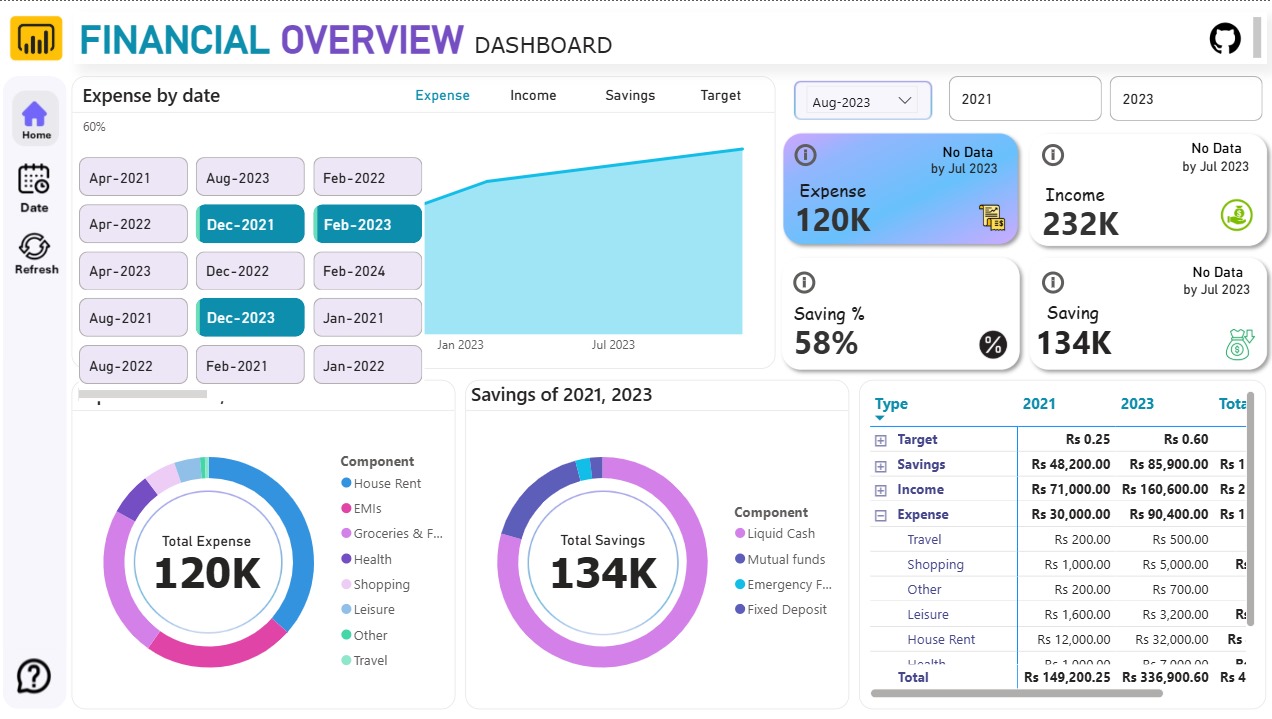 FINANCIAL OVERVIEW DASHBOARD
Home
Date
Refresh
Expense by date
Expense Income Savings Target
60%
Apr-2021 Aug-2023 Feb-2022
Apr-2022 Dec-2021 Feb-2023
Apr-2023 Dec-2022 Feb-2024
Aug-2021 Dec-2023 Jan-2021
Aug-2022 Feb-2021 Jan-2022
Jan 2023 Jul 2023
Aug-2023
2021
2023
No Data
by Jul 2023
Expense
120K
No Data
by Jul 2023
Income
232K
Saving %
58%
No Data
by Jul 2023
Saving
134K
Total Expense
120K
Component
House Rent
EMIs
Groceries & F...
Health
Shopping
Leisure
Other
Travel
Savings of 2021, 2023
Total Savings
134K
Component
Liquid Cash
Mutual funds
Emergency F...
Fixed Deposit
Type 2021 2023 Tota
Target Rs 0.25 Rs 0.60
Savings Rs 48,200.00 Rs 85,900.00 Rs 1
Income Rs 71,000.00 Rs 160,600.00 Rs 2
Expense Rs 30,000.00 Rs 90,400.00 Rs 1
Travel Rs 200.00 Rs 500.00
Shopping Rs 1,000.00 Rs 5,000.00 Rs
Other Rs 200.00 Rs 700.00
Leisure Rs 1,600.00 Rs 3,200.00 Rs
House Rent Rs 12,000.00 Rs 32,000.00 Rs
Total Rs 149,200.25 Rs 336,900.60 Rs 4